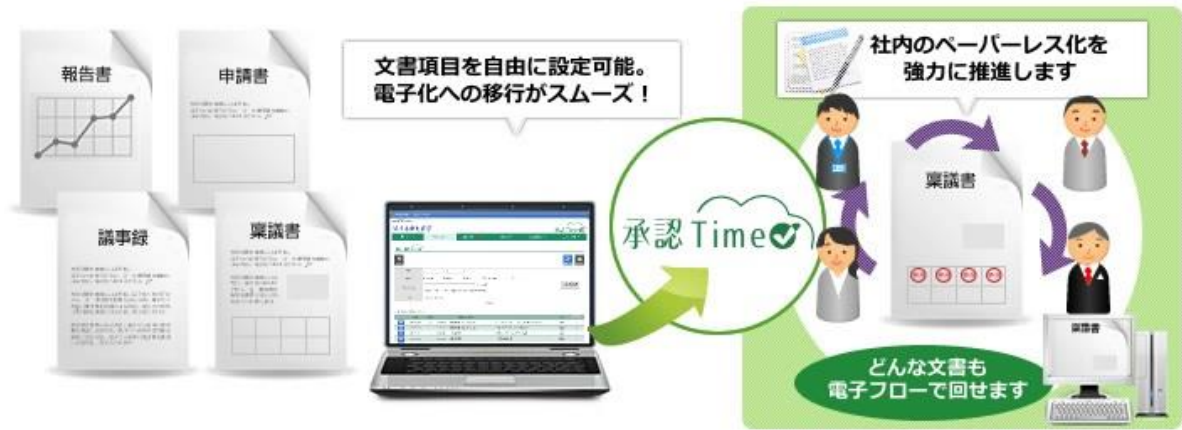 報告書
申請書
議事録
稟議書
文書項目を自由に設定可能。
電子化への移行がスムーズ！
承認Time
社内のペーパーレス化を
強力に推進します
稟議書
稟議書
どんな文書も
電子フローで回せます